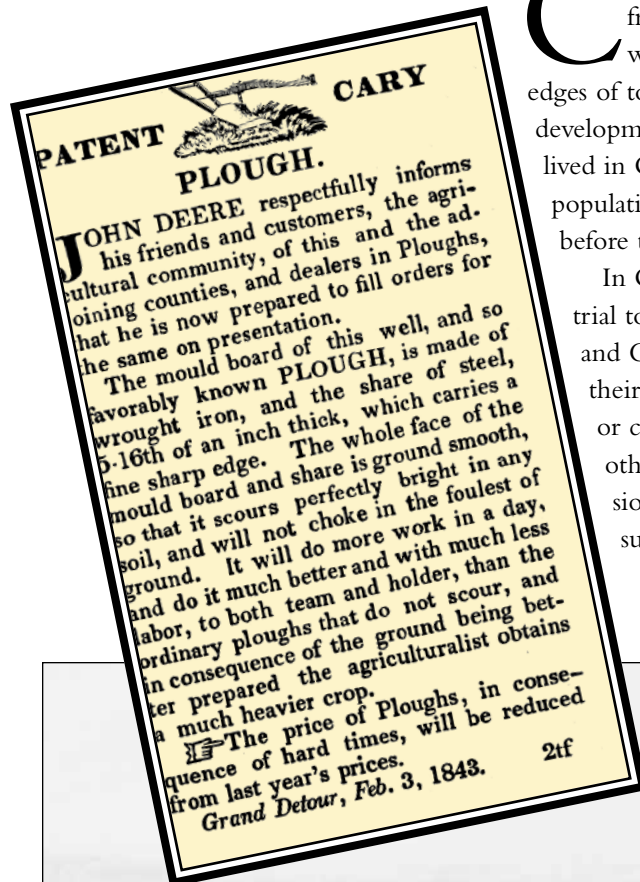 PATENT CARY
PLOUGH.
JOHN DEERE respectfully informs
his friends and customers, the agri-
cultural community, of this and the ad-
oining counties, and dealers in Ploughs,
hat he is now prepared to fill orders for
the same on presentation.
The mould board of this well, and so
favorably known PLOUGH, is made of
wrought iron, and the share of steel,
5-16th of an inch thick, which carries a
fine sharp edge. The whole face of the
mould board and share is ground smooth,
so that it scours perfectly bright in any
soil, and will not choke in the foulest of
ground. It will do more work in a day,
and do it much better and with much less
labor, to both team and holder, than the
ordinary ploughs that do not scour, and
in consequence of the ground being bet-
ter prepared the agriculturalist obtains
a much heavier crop.
☞The price of Ploughs, in conse-
quence of hard times, will be reduced
from last year's prices.
Grand Detour, Feb. 3, 1843. 2tf
C
edges of to
developm
lived in
populati
before
In
trial to
and
their
or
oth
sio
su